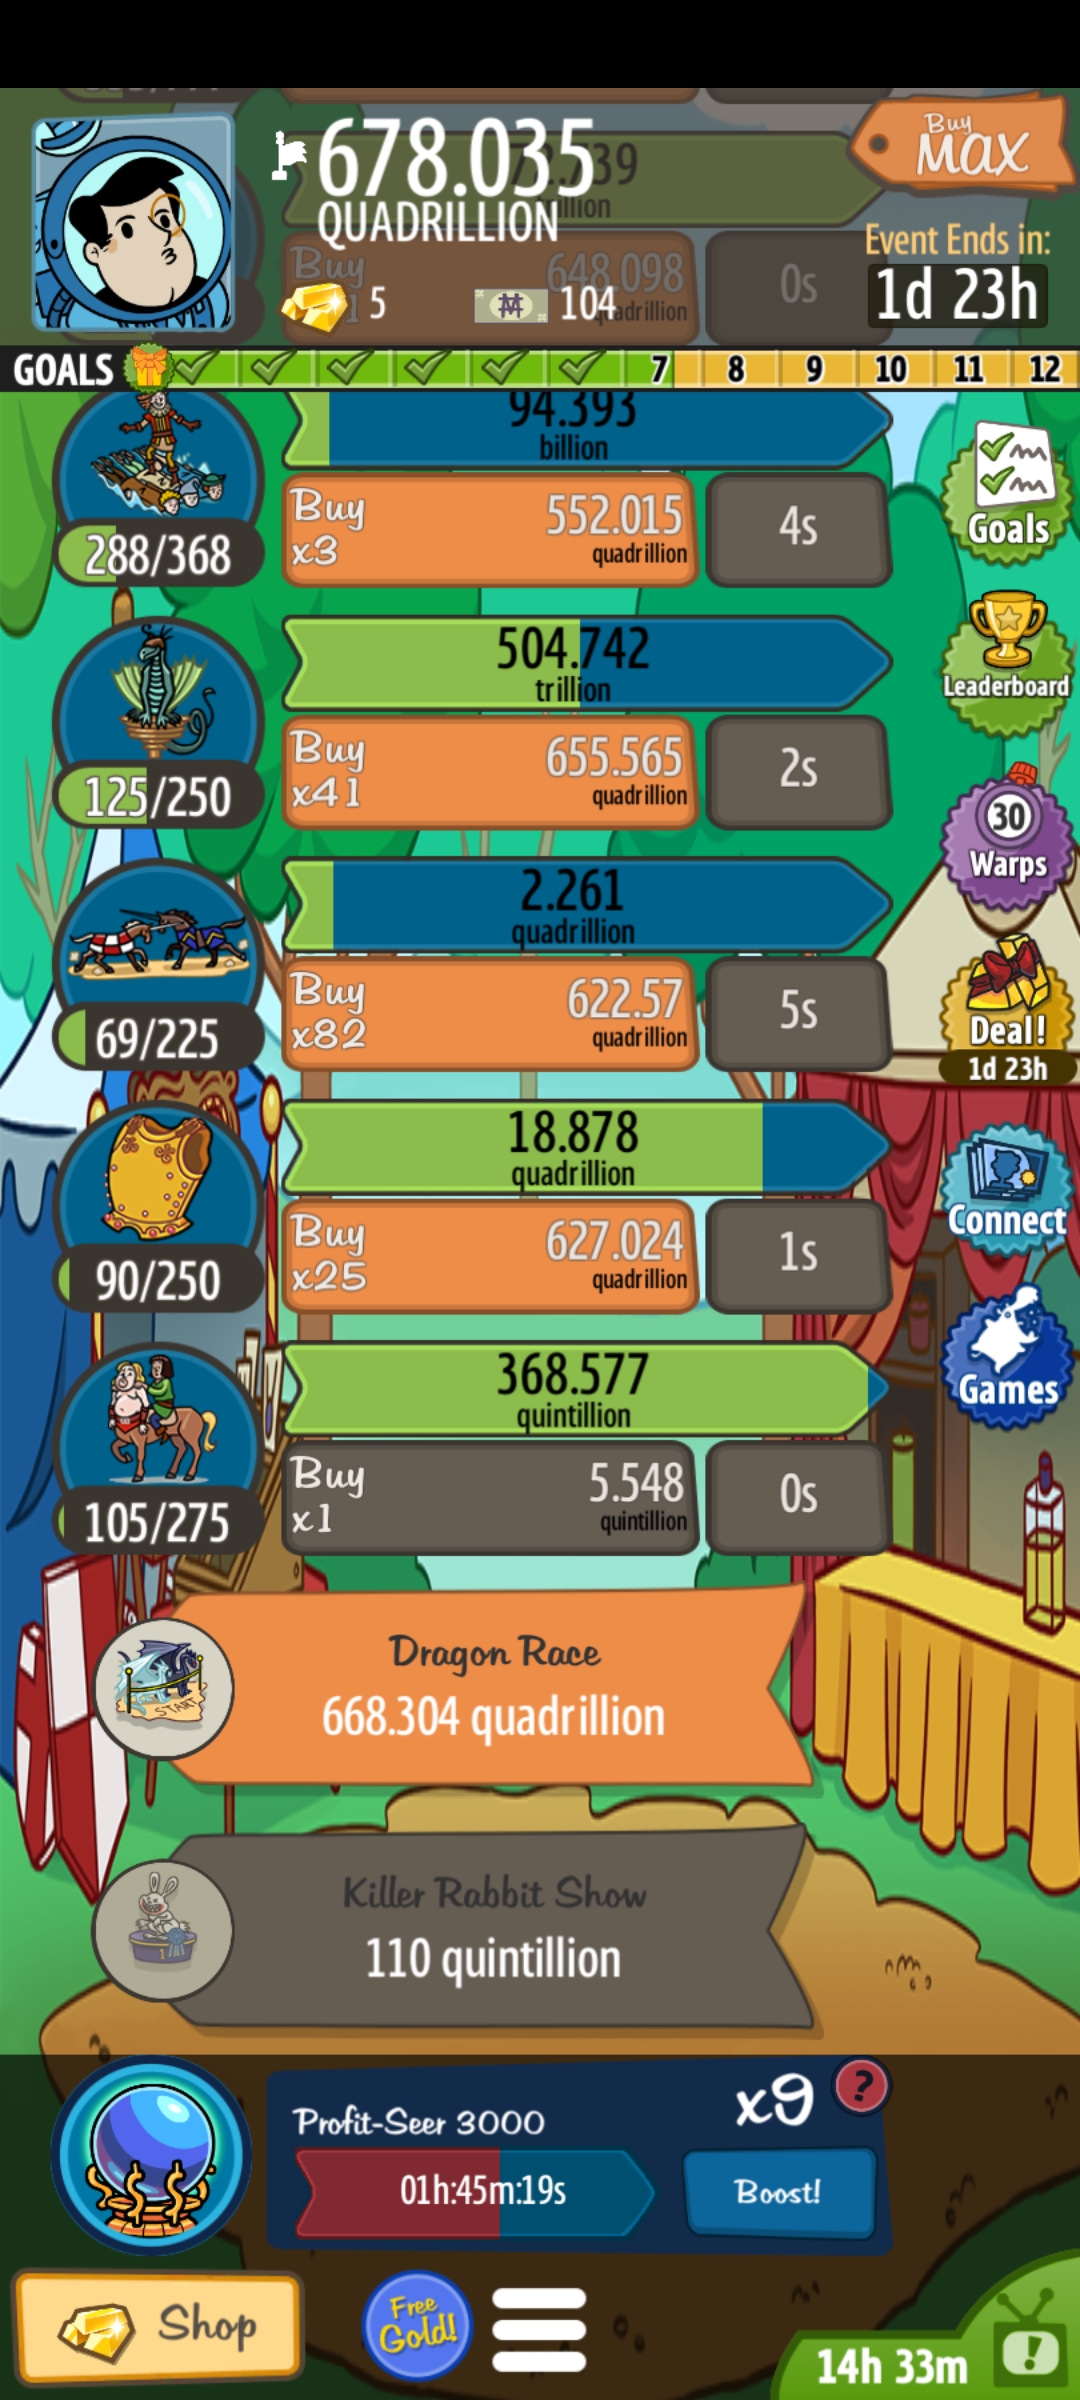 678.035
QUADRILLION
Buy
MAX
Event Ends in:
1d 23h
Buy
648.098
quadrillion
0s
5
104
GOALS
7 8 9 10 11 12
94.393
billion
Buy
x3
552.015
quadrillion
4s
288/368
Goals
504.742
trillion
Buy
x41
655.565
quadrillion
2s
125/250
Leaderboard
30
Warps
2.261
quadrillion
Buy
x82
622.57
quadrillion
5s
69/225
Deal!
1d 23h
18.878
quadrillion
Buy
x25
627.024
quadrillion
1s
90/250
Connect
368.577
quintillion
Buy
x1
5.548
quintillion
0s
105/275
Games
START
Dragon Race
668.304 quadrillion
1
Killer Rabbit Show
110 quintillion
Profit-Seer 3000
x9
?
01h:45m:19s
Boost!
Shop
Free
Gold!
14h 33m
!